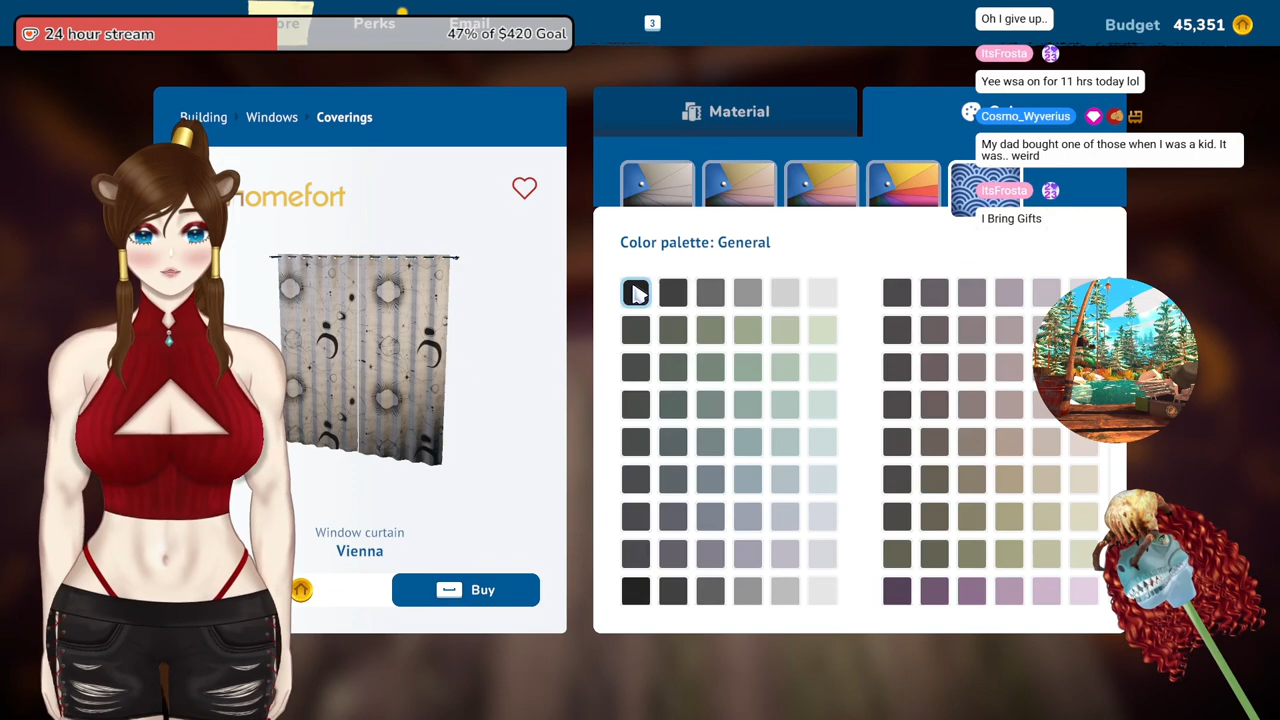 24 hour stream
47% of $420 Goal
Perks
Email
3
Budget 45,351
Oh I give up..
ItsFrosta
Yee wsa on for 11 hrs today lol
Cosmo_Wyverius
My dad bought one of those when I was a kid. It
was.. weird
ItsFrosta
I Bring Gifts
Building Windows Coverings
homefort
Window curtain
Vienna
Buy
Material
Color palette: General